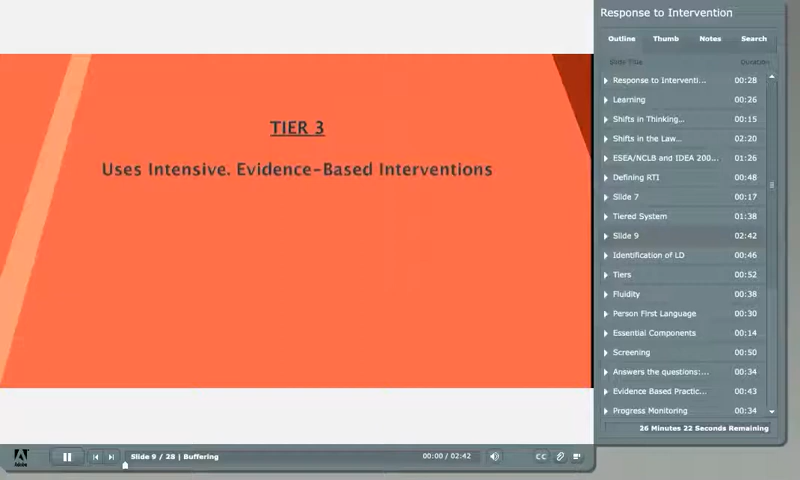 Response to Intervention
Outline Thumb Notes Search
Slide Title Duration
Response to Interventi... 00:28
Learning 00:26
Shifts in Thinking... 00:15
Shifts in the Law... 02:20
ESEA/NCLB and IDEA 200... 01:26
Defining RTI 00:48
Slide 7 00:17
Tiered System 01:38
Slide 9 02:42
Identification of LD 00:46
Tiers 00:52
Fluidity 00:38
Person First Language 00:30
Essential Components 00:14
Screening 00:50
Answers the questions:... 00:34
Evidence Based Practic... 00:43
Progress Monitoring 00:34
26 Minutes 22 Seconds Remaining
TIER 3
Uses Intensive. Evidence-Based Interventions
Adobe
Slide 9 / 28 | Buffering
00:00 / 02:42
CC